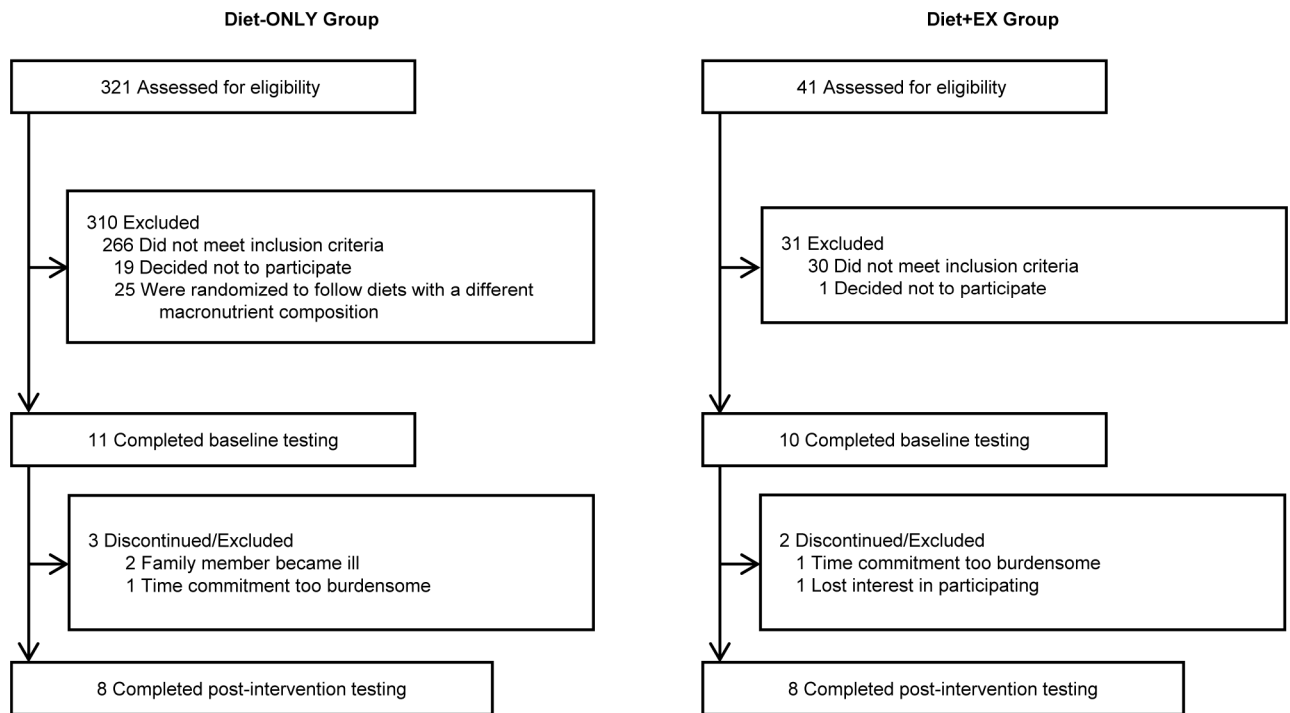 Diet-ONLY Group
321 Assessed for eligibility
310 Excluded
266 Did not meet inclusion criteria
19 Decided not to participate
25 Were randomized to follow diets with a different
macronutrient composition
11 Completed baseline testing
3 Discontinued/Excluded
2 Family member became ill
1 Time commitment too burdensome
8 Completed post-intervention testing
Diet+EX Group
41 Assessed for eligibility
31 Excluded
30 Did not meet inclusion criteria
1 Decided not to participate
10 Completed baseline testing
2 Discontinued/Excluded
1 Time commitment too burdensome
1 Lost interest in participating
8 Completed post-intervention testing